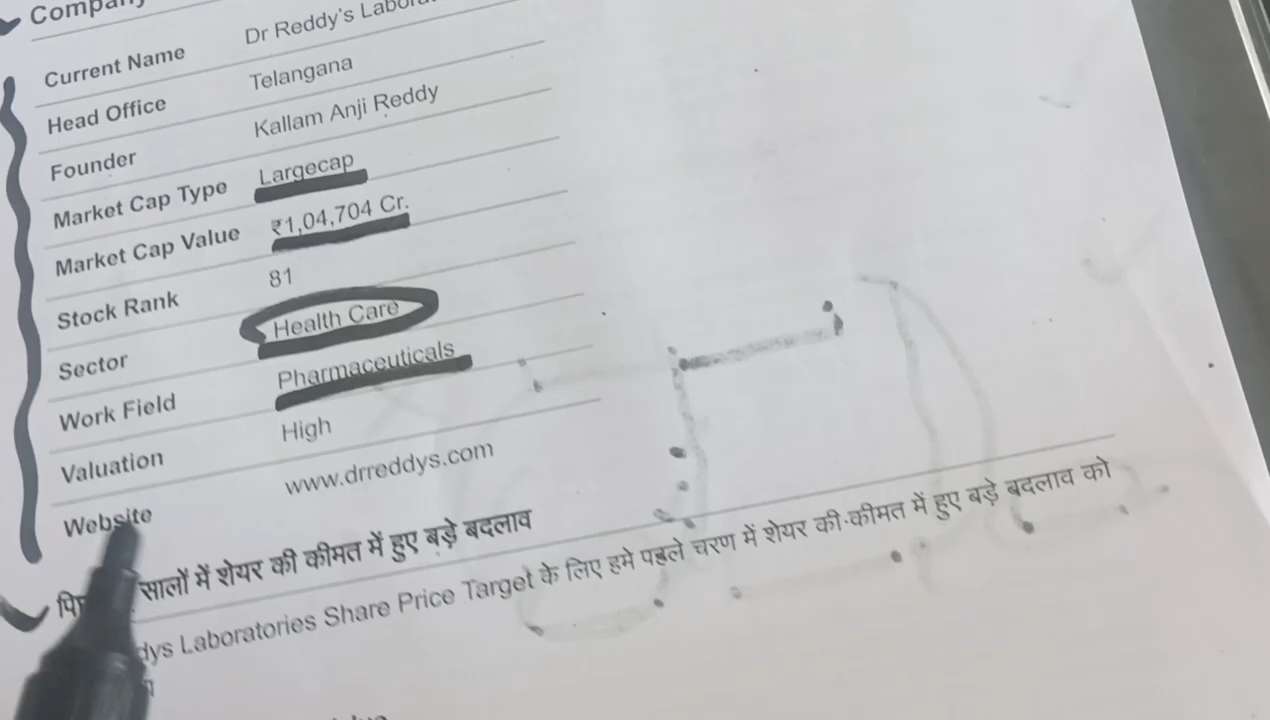 Company
Current Name Dr Reddy's
Head Office Telangana
Founder Kallam Anji Reddy
Market Cap Type Largecap
Market Cap Value ₹1,04,704 Cr.
Stock Rank 81
Sector Health Care
Work Field Pharmaceuticals
Valuation High
Website www.drreddys.com
सालों में शेयर की कीमत में हुए बड़े बदलाव
Laboratories Share Price Target के लिए हमे पहले चरण में शेयर की कीमत में हुए बड़े बदलाव को